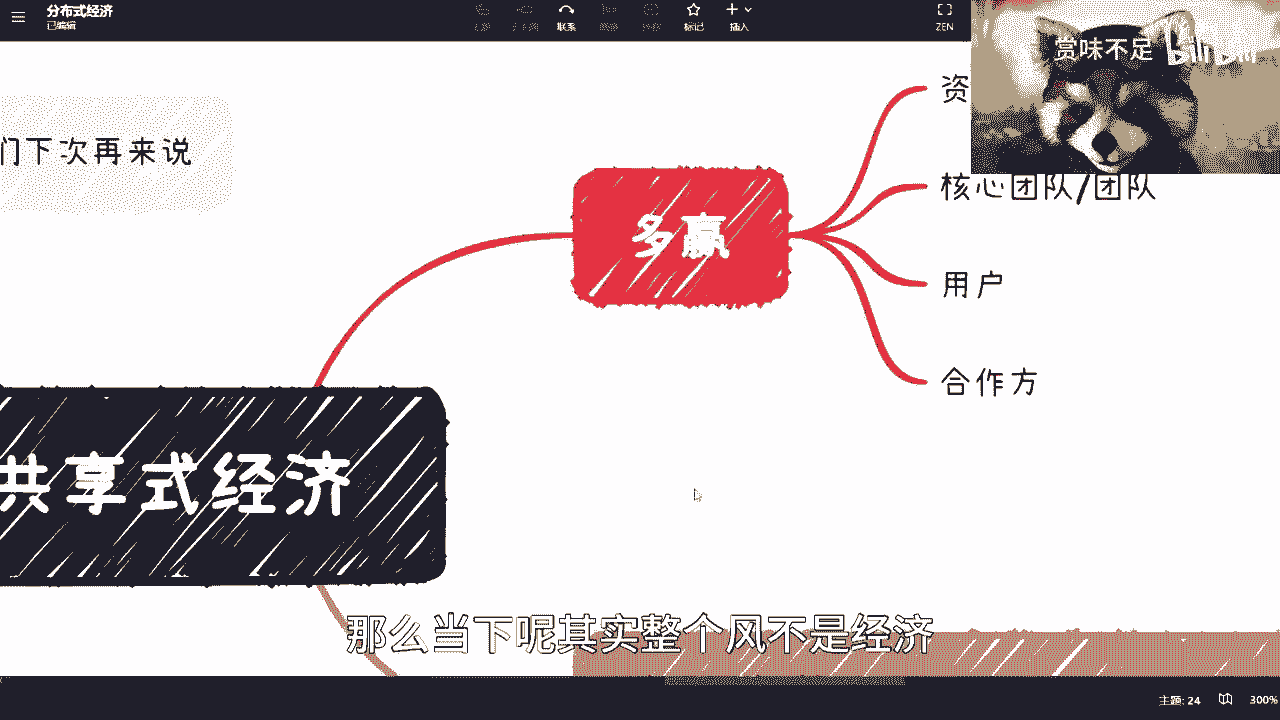 分布式经济
已编辑
联系
标记
插入
ZEN
赏味不足 bilibili
资
们下次再来说
核心团队/团队
多赢
用户
合作方
共享式经济
那么当下呢其实整个风不是经济
主题: 24
300%